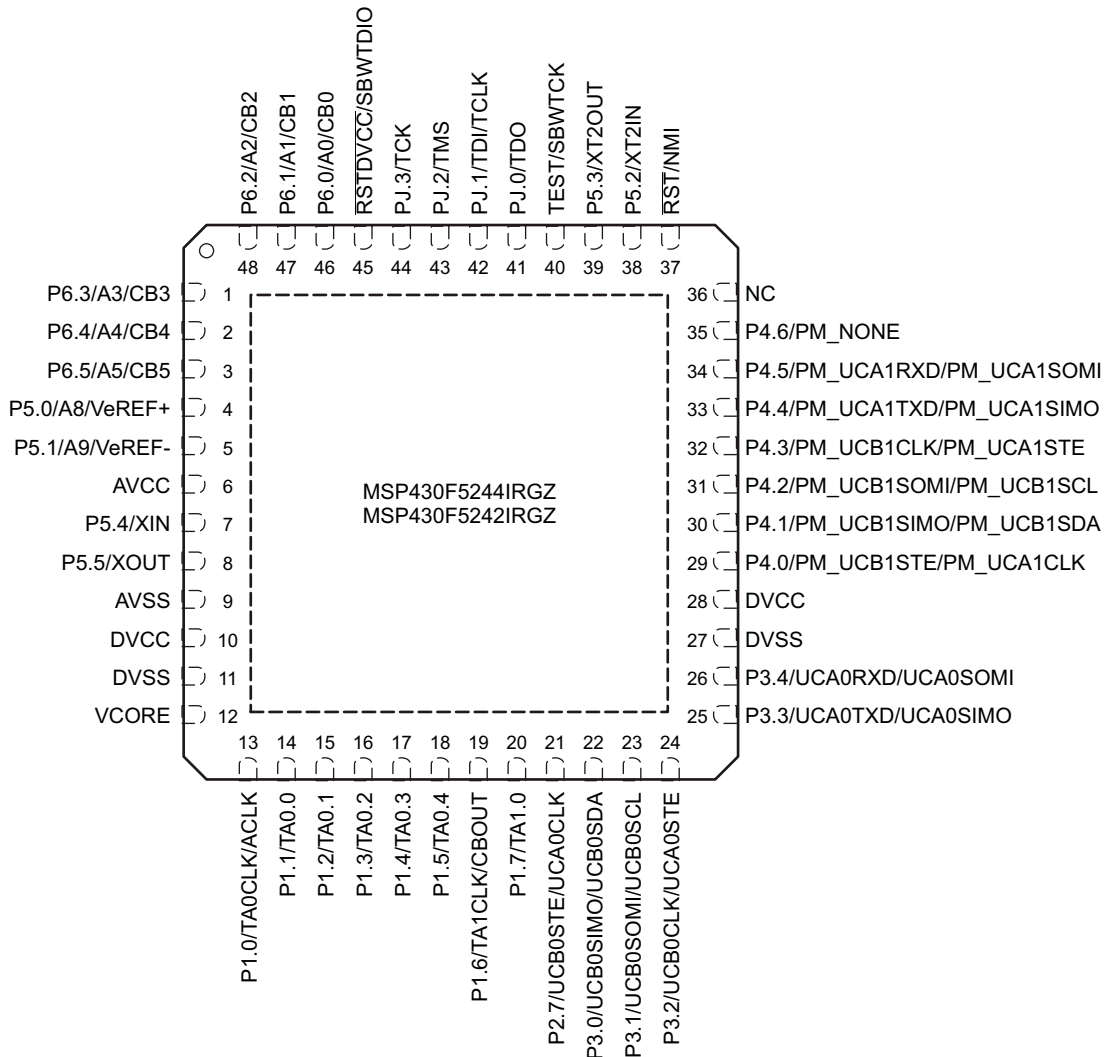 P6.2/A2/CB2
P6.1/A1/CB1
P6.0/A0/CB0
RSTDVCC/SBWTDIO
PJ.3/TCK
PJ.2/TMS
PJ.1/TDI/TCLK
PJ.0/TDO
TEST/SBWTCK
P5.3/XT2OUT
P5.2/XT2IN
RST/NMI
48 47 46 45 44 43 42 41 40 39 38 37
P6.3/A3/CB3 1
P6.4/A4/CB4 2
P6.5/A5/CB5 3
P5.0/A8/VeREF+ 4
P5.1/A9/VeREF- 5
AVCC 6
P5.4/XIN 7
P5.5/XOUT 8
AVSS 9
DVCC 10
DVSS 11
VCORE 12
MSP430F5244IRGZ
MSP430F5242IRGZ
36 NC
35 P4.6/PM_NONE
34 P4.5/PM_UCA1RXD/PM_UCA1SOMI
33 P4.4/PM_UCA1TXD/PM_UCA1SIMO
32 P4.3/PM_UCB1CLK/PM_UCA1STE
31 P4.2/PM_UCB1SOMI/PM_UCB1SCL
30 P4.1/PM_UCB1SIMO/PM_UCB1SDA
29 P4.0/PM_UCB1STE/PM_UCA1CLK
28 DVCC
27 DVSS
26 P3.4/UCA0RXD/UCA0SOMI
25 P3.3/UCA0TXD/UCA0SIMO
13 14 15 16 17 18 19 20 21 22 23 24
P1.0/TA0CLK/ACLK
P1.1/TA0.0
P1.2/TA0.1
P1.3/TA0.2
P1.4/TA0.3
P1.5/TA0.4
P1.6/TA1CLK/CBOUT
P1.7/TA1.0
P2.7/UCB0STE/UCA0CLK
P3.0/UCB0SIMO/UCB0SDA
P3.1/UCB0SOMI/UCB0SCL
P3.2/UCB0CLK/UCA0STE